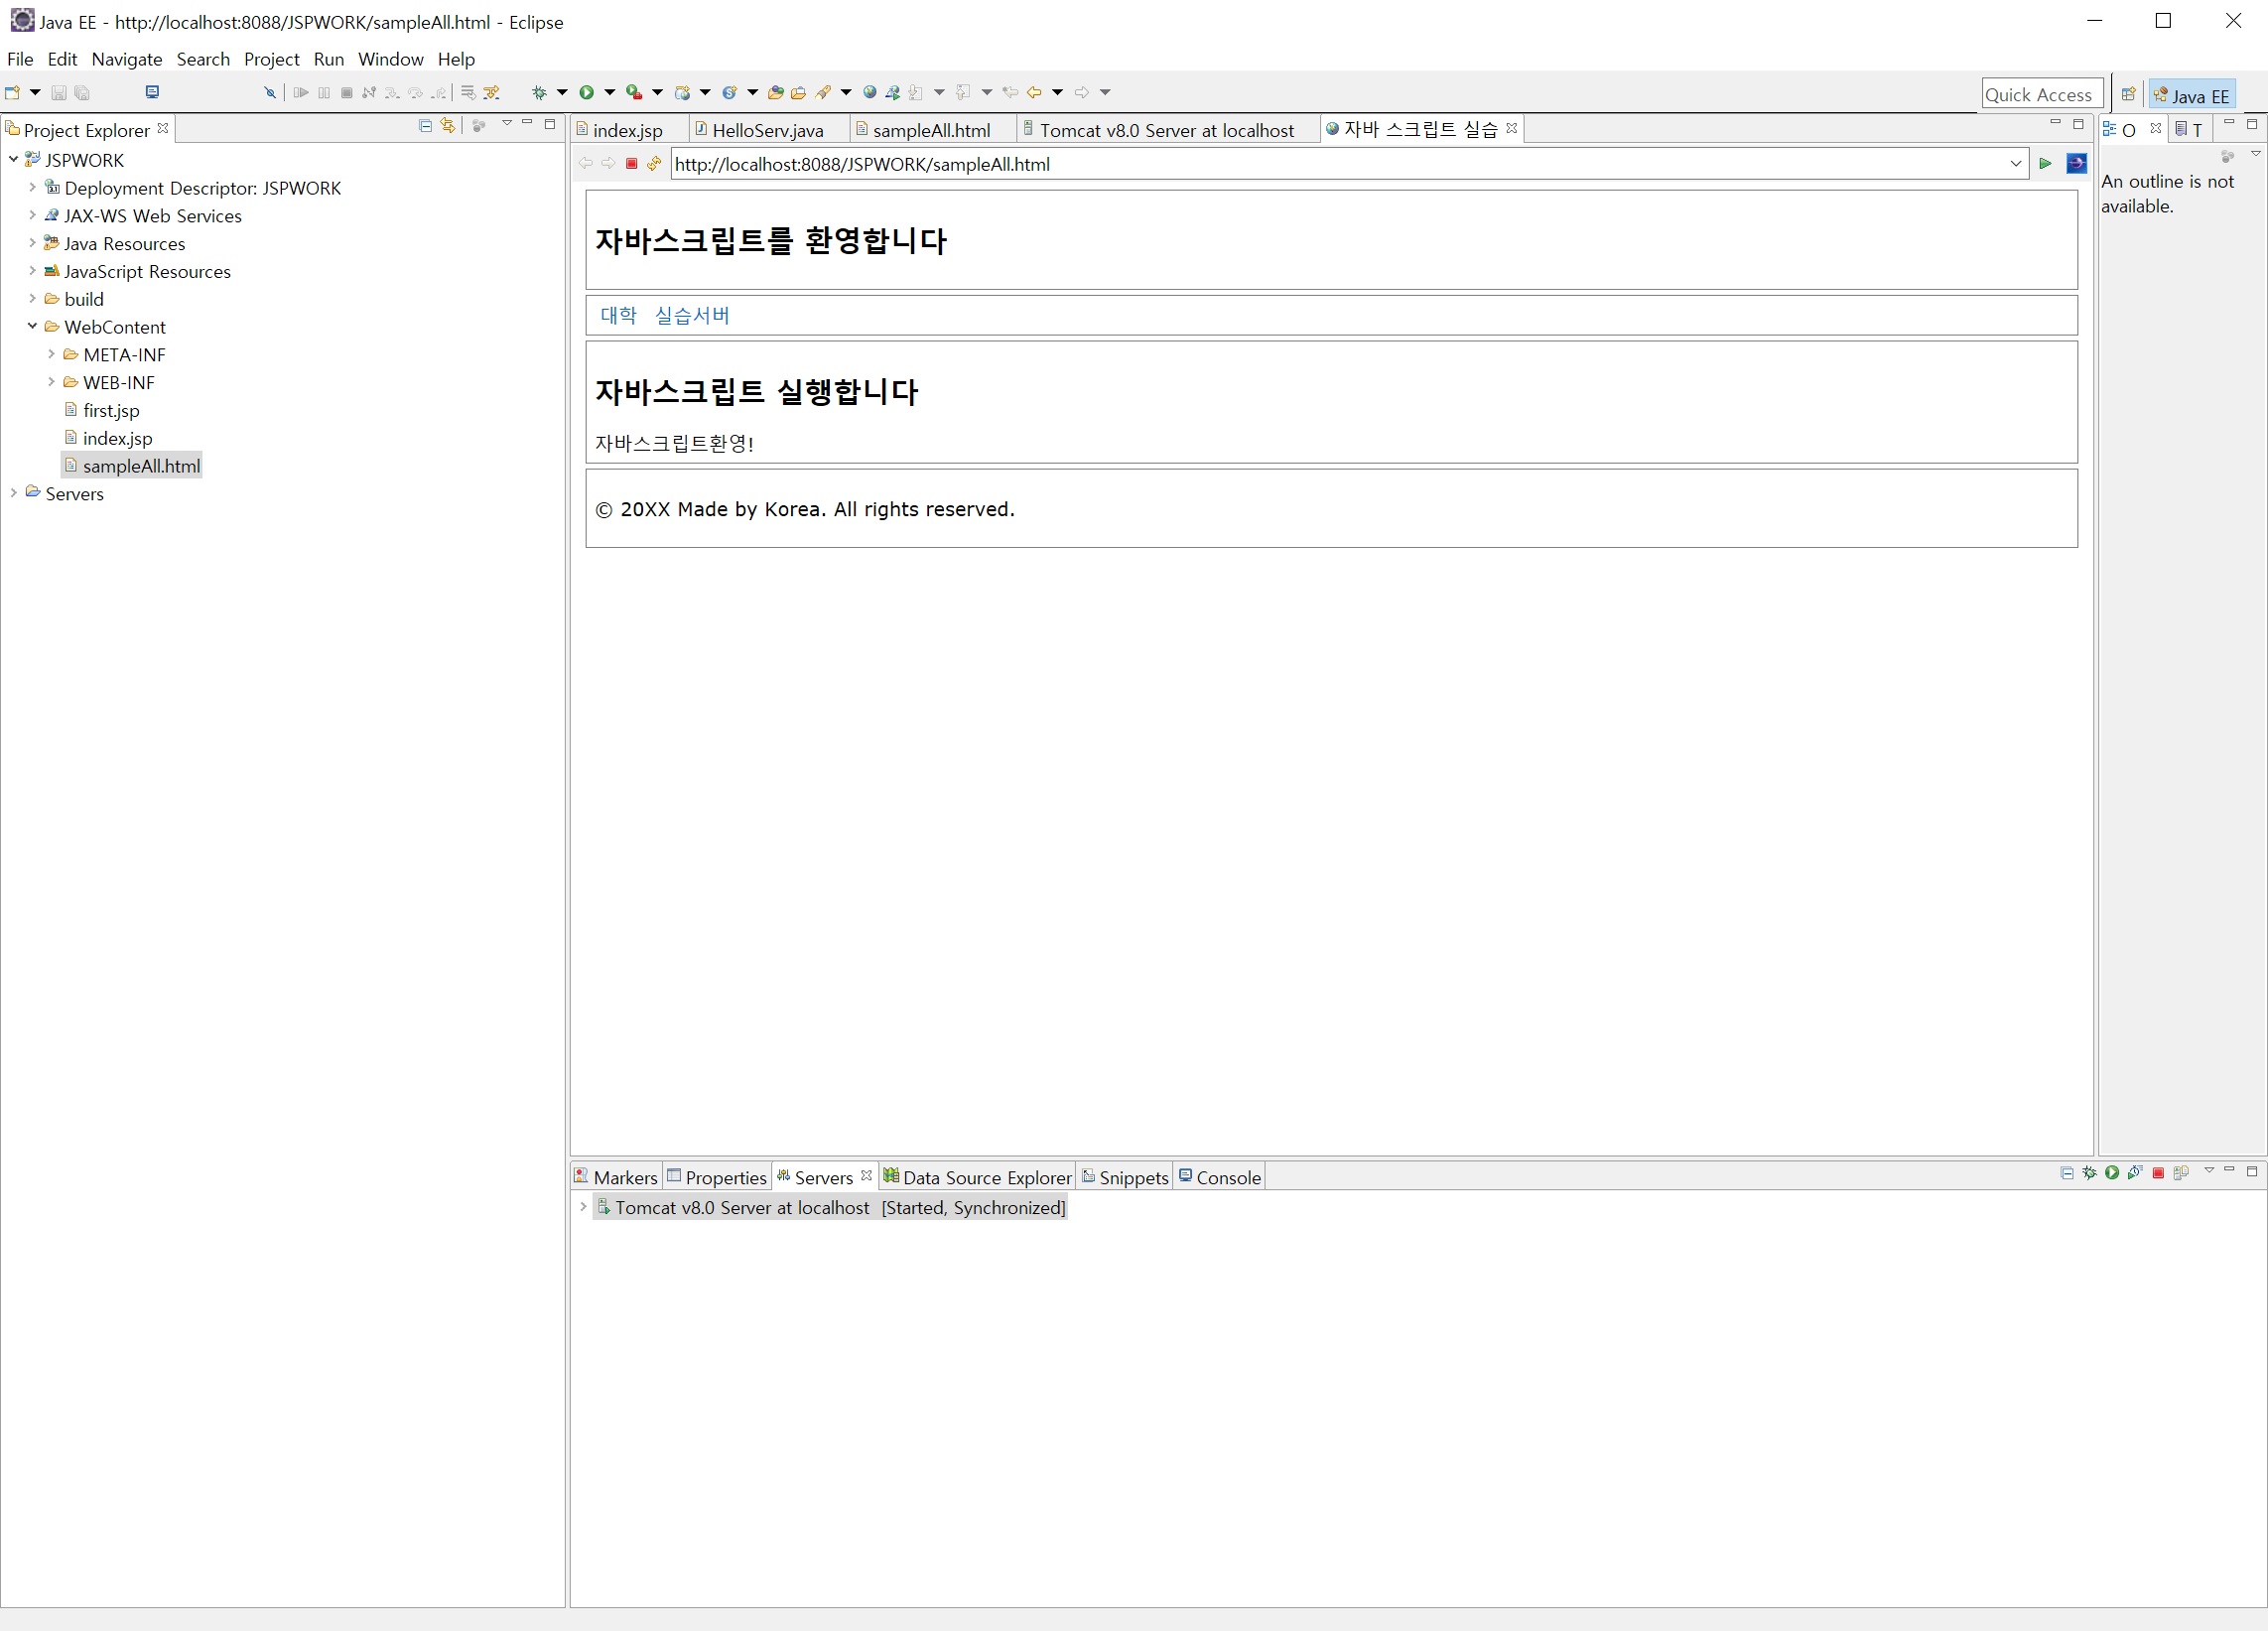 Java EE - http://localhost:8088/JSPWORK/sampleAll.html - Eclipse
File Edit Navigate Search Project Run Window Help
Quick Access
Java EE
Project Explorer
JSPWORK
Deployment Descriptor: JSPWORK
JAX-WS Web Services
Java Resources
JavaScript Resources
build
WebContent
META-INF
WEB-INF
first.jsp
index.jsp
sampleAll.html
Servers
index.jsp HelloServ.java sampleAll.html Tomcat v8.0 Server at localhost 자바 스크립트 실습
http://localhost:8088/JSPWORK/sampleAll.html
자바스크립트를 환영합니다
대학 실습서버
자바스크립트 실행합니다
자바스크립트환영!
© 20XX Made by Korea. All rights reserved.
O T
An outline is not
available.
Markers Properties Servers Data Source Explorer Snippets Console
Tomcat v8.0 Server at localhost [Started, Synchronized]